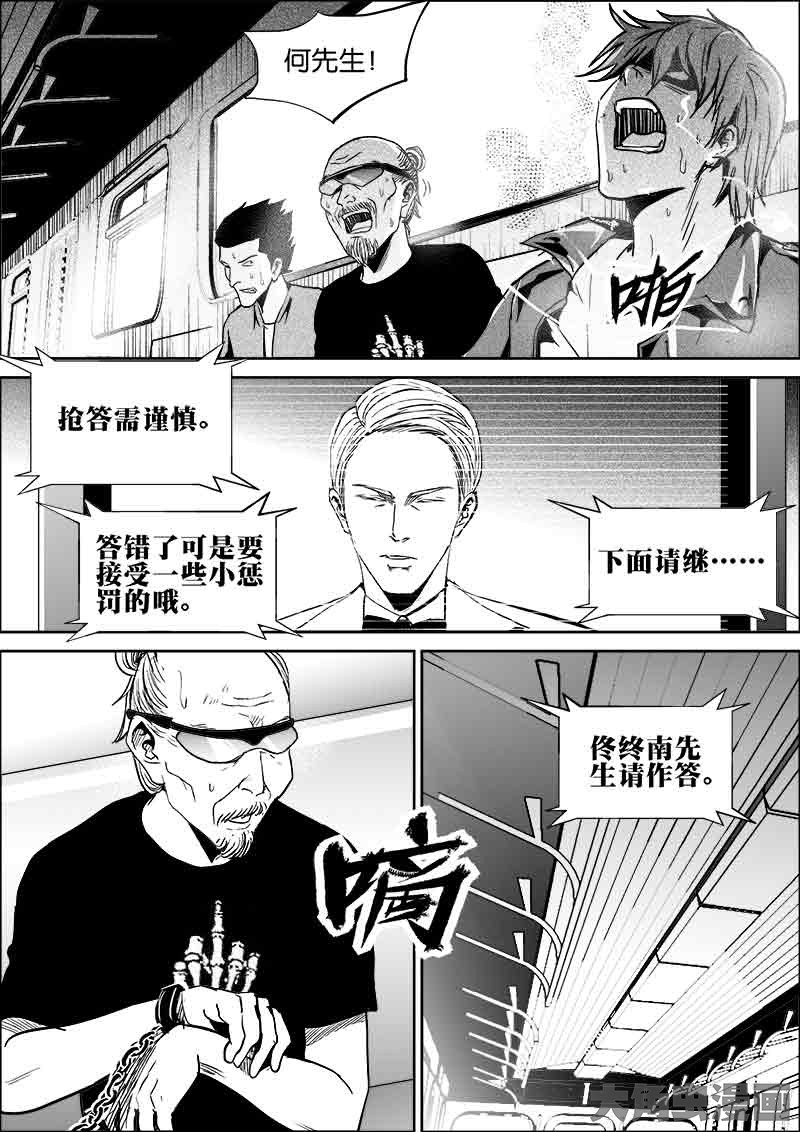 何先生！
啪
抢答需谨慎。
答错了可是要
接受一些小惩
罚的哦。
下面请继……
嘀
佟终南先
生请作答。
大角虫漫画